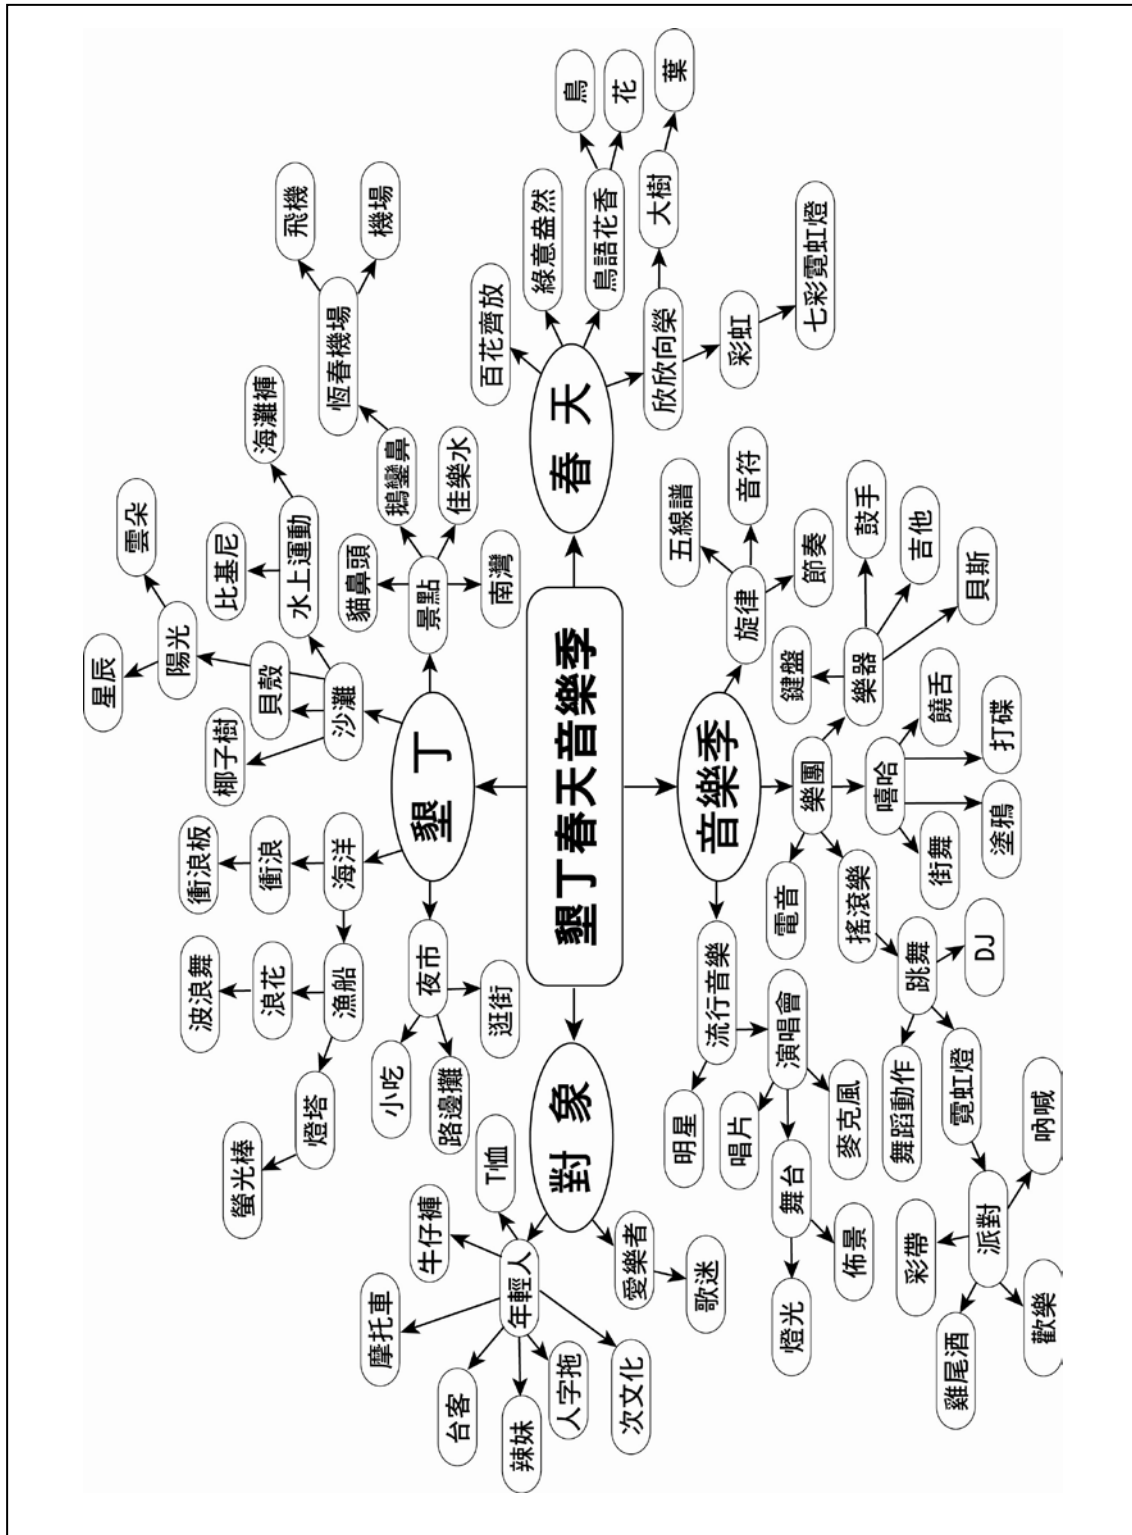 墾丁春天音樂季
墾丁
景點
貓鼻頭
鵝鑾鼻
恆春機場
飛機
機場
佳樂水
南灣
沙灘
水上運動
比基尼
海灘褲
陽光
星辰
雲朵
貝殼
椰子樹
海洋
衝浪
衝浪板
漁船
浪花
波浪舞
燈塔
螢光棒
夜市
小吃
路邊攤
逛街
春天
百花齊放
綠意盎然
鳥語花香
鳥
花
欣欣向榮
大樹
葉
彩虹
七彩霓虹燈
音樂季
旋律
五線譜
音符
節奏
樂團
樂器
鍵盤
鼓手
吉他
貝斯
嘻哈
饒舌
打碟
塗鴉
街舞
電音
搖滾樂
跳舞
DJ
舞蹈動作
霓虹燈
派對
吶喊
彩帶
歡樂
雞尾酒
流行音樂
明星
演唱會
唱片
麥克風
舞台
燈光
佈景
對象
年輕人
T恤
牛仔褲
摩托車
台客
辣妹
人字拖
次文化
愛樂者
歌迷